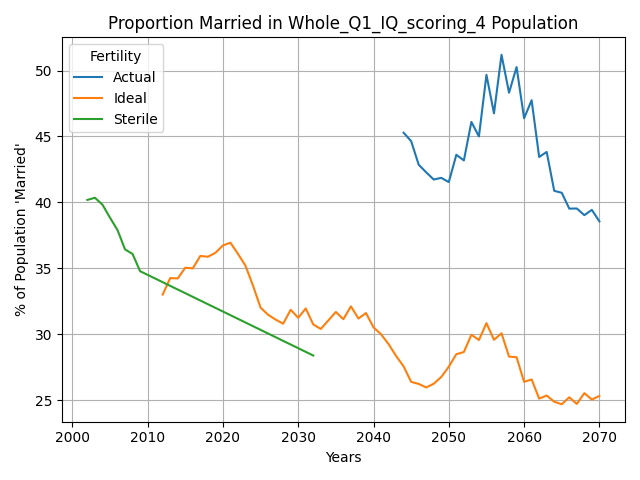 Proportion Married in Whole_Q1_IQ_scoring_4 Population
Fertility
Actual
Ideal
Sterile
% of Population 'Married'
50
45
40
35
30
25
2000 2010 2020 2030 2040 2050 2060 2070
Years